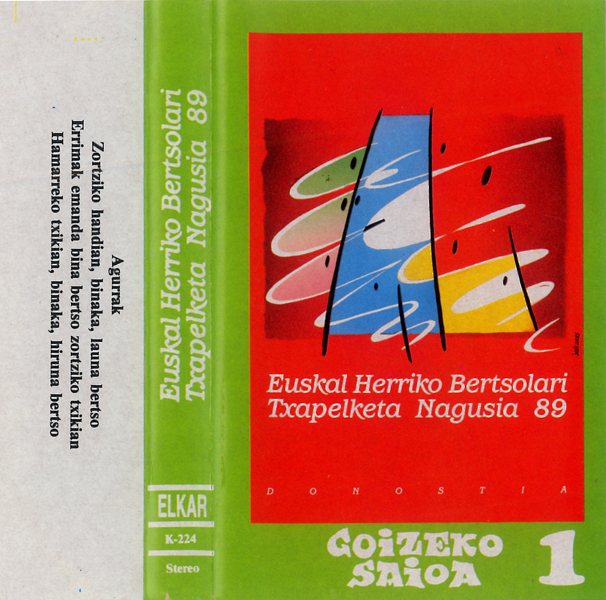 Agurrak
Zortziko handian, binaka, launa bertso
Errimak emanda bina bertso zortziko txikian
Hamarreko txikian, binaka, hiruna bertso
Euskal Herriko Bertsolari
Txapelketa Nagusia 89
ELKAR
K-224
Stereo
Euskal Herriko Bertsolari
Txapelketa Nagusia 89
DONOSTIA
GOiZEKO
SAiOA
1